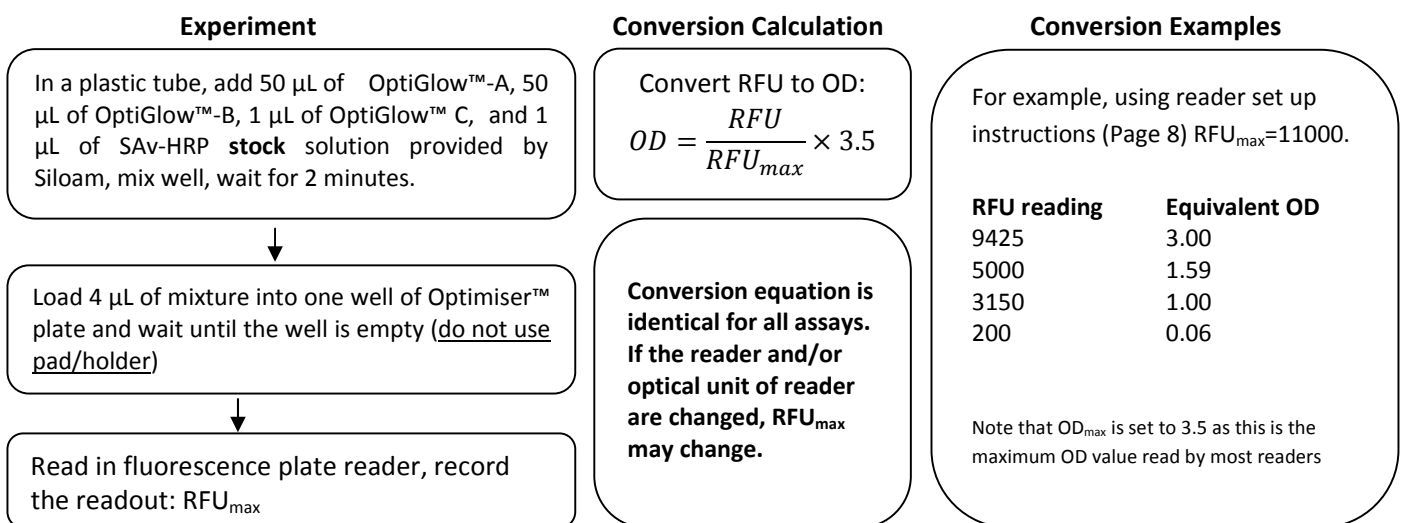 Experiment
In a plastic tube, add 50 µL of OptiGlow™-A, 50
µL of OptiGlow™-B, 1 µL of OptiGlow™ C, and 1
µL of SAv-HRP stock solution provided by
Siloam, mix well, wait for 2 minutes.
Load 4 µL of mixture into one well of Optimiser™
plate and wait until the well is empty (do not use
pad/holder)
Read in fluorescence plate reader, record
the readout: RFUmax
Conversion Calculation
Convert RFU to OD:
OD = RFU / RFUmax × 3.5
Conversion equation is
identical for all assays.
If the reader and/or
optical unit of reader
are changed, RFUmax
may change.
Conversion Examples
For example, using reader set up
instructions (Page 8) RFUmax=11000.
RFU reading Equivalent OD
9425 3.00
5000 1.59
3150 1.00
200 0.06
Note that ODmax is set to 3.5 as this is the
maximum OD value read by most readers